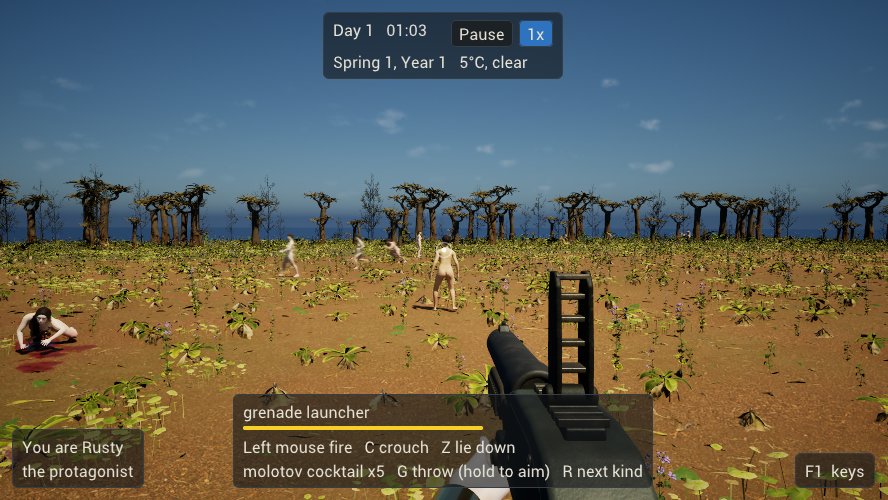 Day 1 01:03 Pause 1x
Spring 1, Year 1 5°C, clear
grenade launcher
Left mouse fire C crouch Z lie down
molotov cocktail x5 G throw (hold to aim) R next kind
You are Rusty
the protagonist
F1 keys